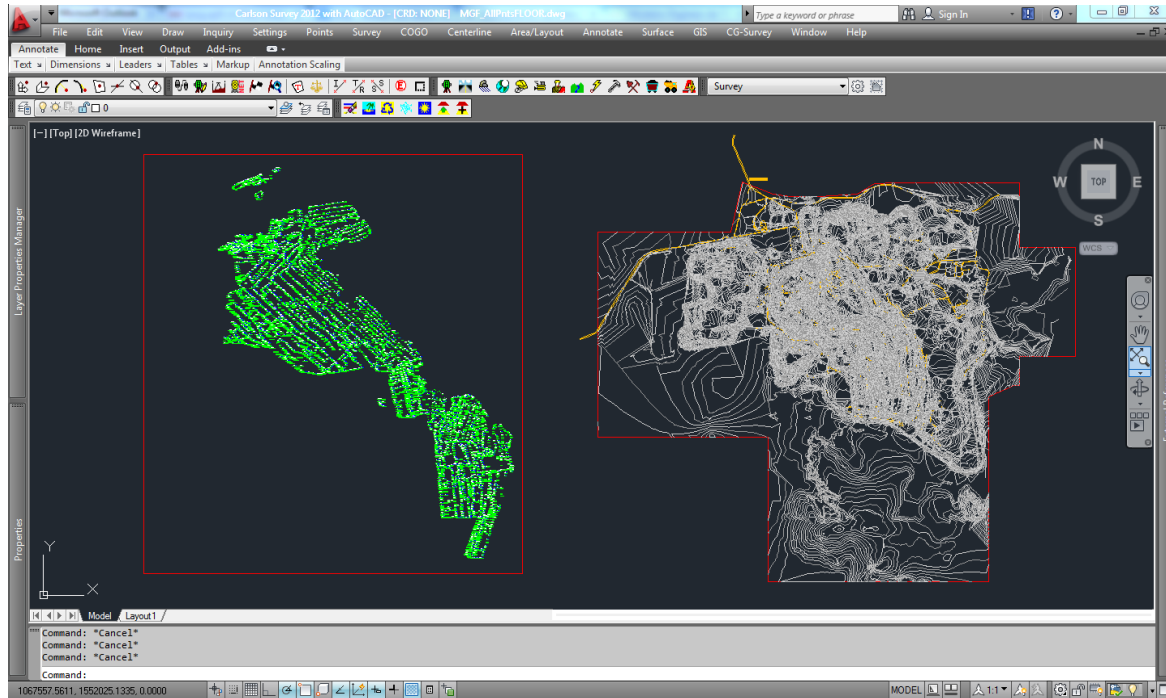 Carlson Survey 2012 with AutoCAD - [CRD: NONE] MGF_AllPntsFLOOR.dwg
Type a keyword or phrase
Sign In
File Edit View Draw Inquiry Settings Points Survey COGO Centerline Area/Layout Annotate Surface GIS CG-Survey Window Help
Annotate Home Insert Output Add-ins
Text Dimensions Leaders Tables Markup Annotation Scaling
Survey
0
[−] [Top] [2D Wireframe]
N
W TOP E
S
WCS
Layer Properties Manager
Properties
Y
X
Model Layout1
Command: *Cancel*
Command: *Cancel*
Command: *Cancel*
Command:
1067557.5611, 1552025.1335, 0.0000
MODEL
1:1